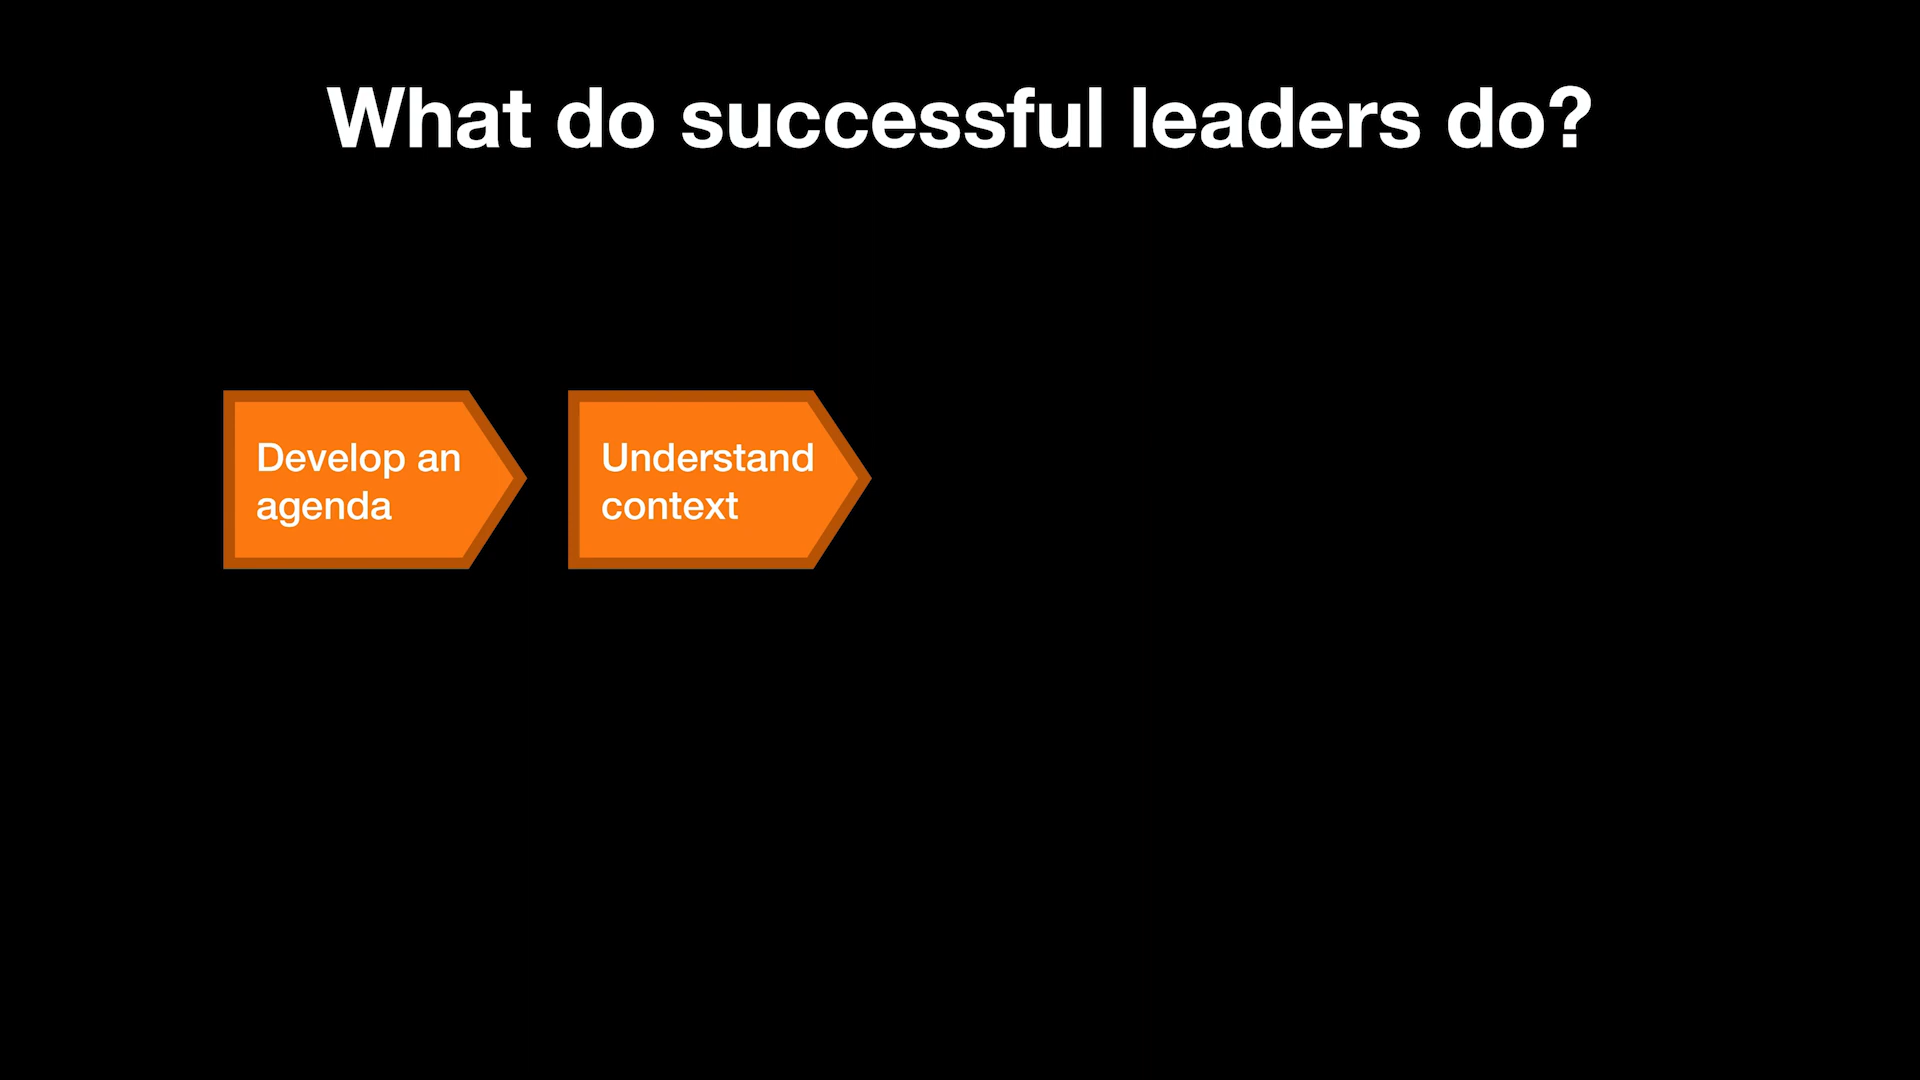 What do successful leaders do?
Develop an
agenda
Understand
context